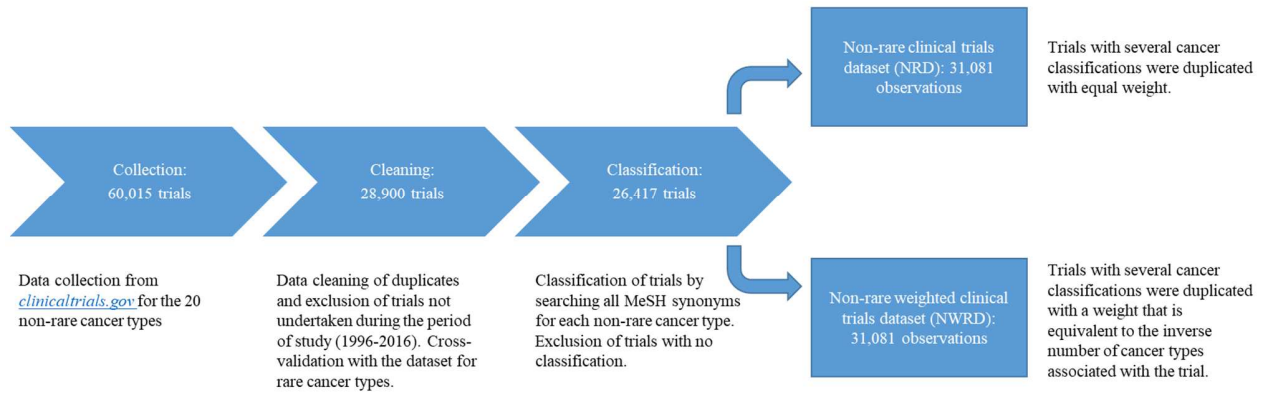 Collection:
60,015 trials
Data collection from
clinicaltrials.gov for the 20
non-rare cancer types
Cleaning:
28,900 trials
Data cleaning of duplicates
and exclusion of trials not
undertaken during the period
of study (1996-2016). Cross-
validation with the dataset for
rare cancer types.
Classification:
26,417 trials
Classification of trials by
searching all MeSH synonyms
for each non-rare cancer type.
Exclusion of trials with no
classification.
Non-rare clinical trials
dataset (NRD): 31,081
observations
Trials with several cancer
classifications were duplicated
with equal weight.
Non-rare weighted clinical
trials dataset (NWRD):
31,081 observations
Trials with several cancer
classifications were duplicated
with a weight that is
equivalent to the inverse
number of cancer types
associated with the trial.